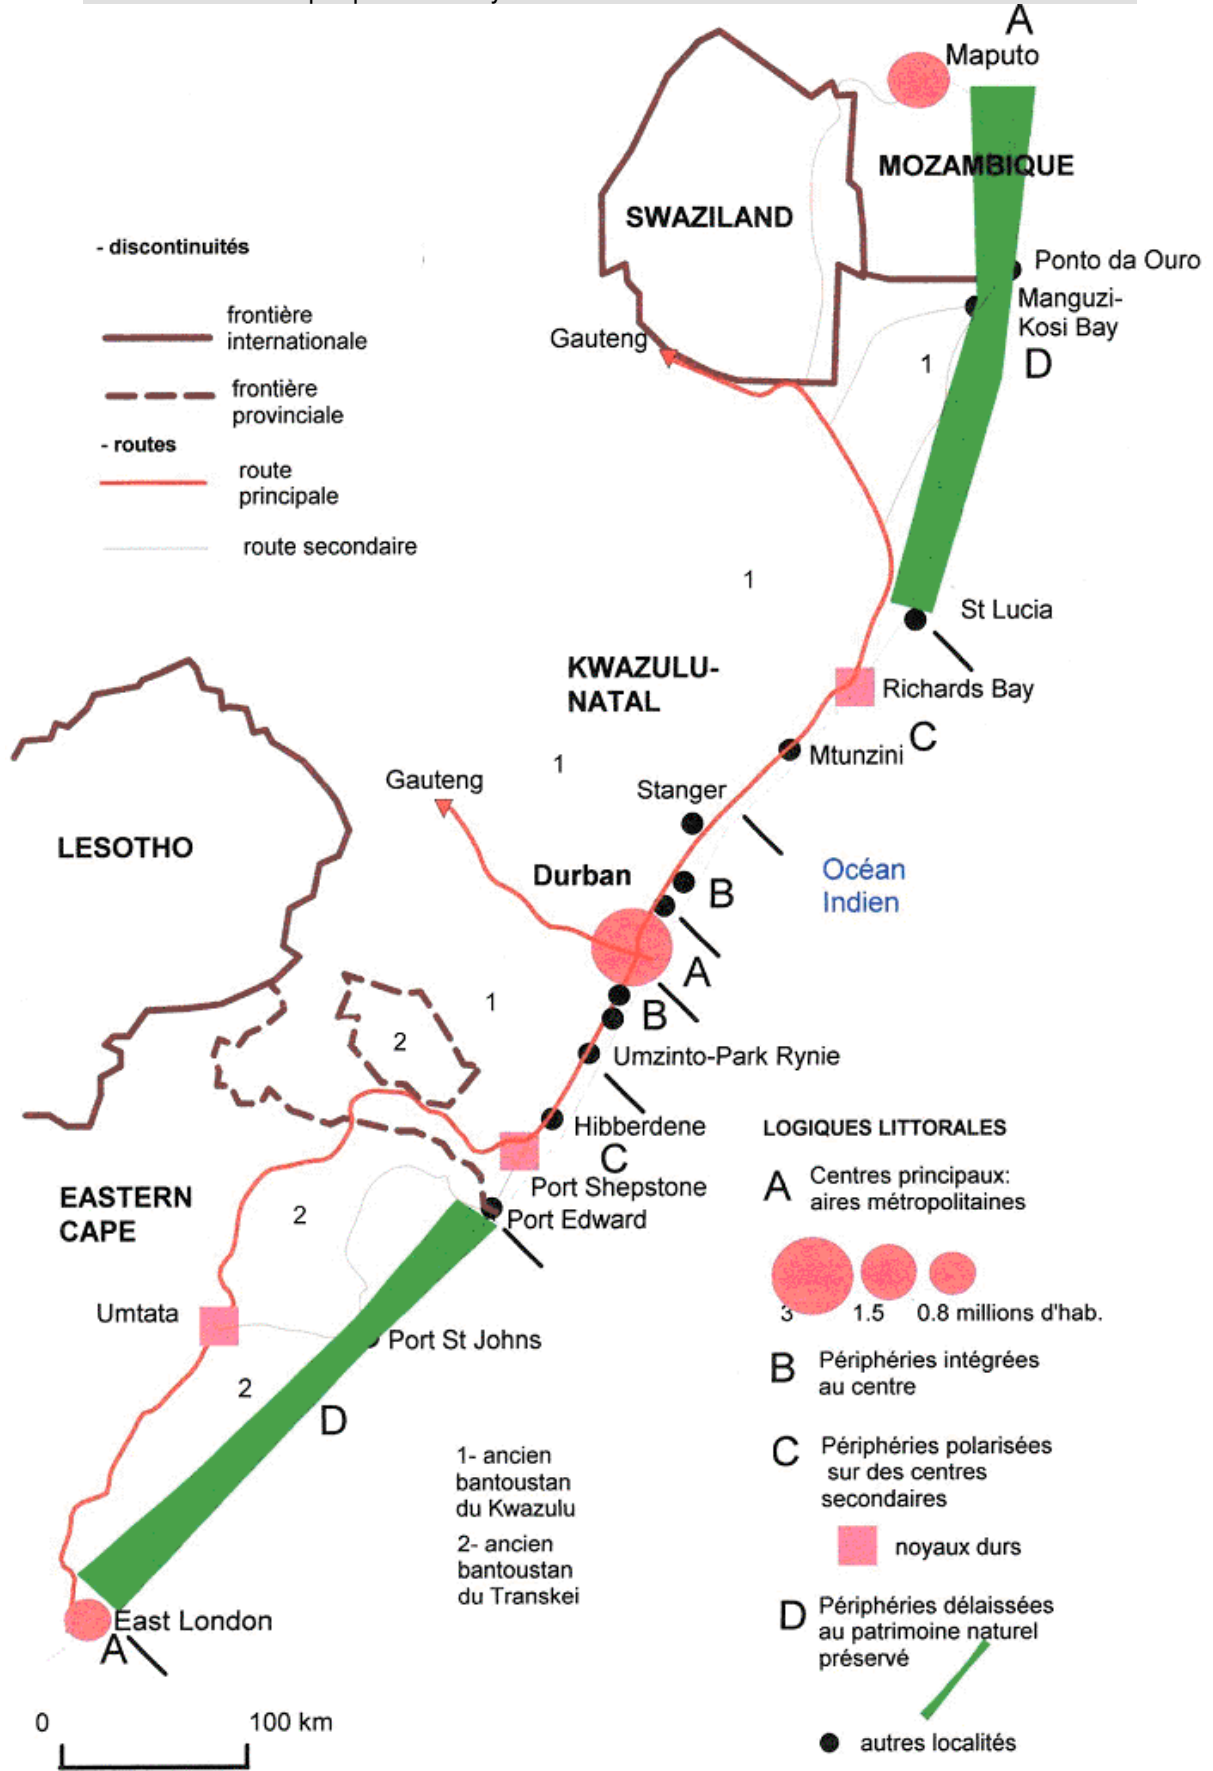 A
Maputo
MOZAMBIQUE
SWAZILAND
- discontinuités
Ponto da Ouro
frontière
internationale
Manguzi-
Kosi Bay
Gauteng
1
D
frontière
provinciale
- routes
route
principale
route secondaire
1
St Lucia
KWAZULU-
NATAL
Richards Bay
C
Mtunzini
1
Gauteng
Stanger
LESOTHO
Durban
Océan
Indien
B
A
1
B
2
Umzinto-Park Rynie
Hibberdene
C
Port Shepstone
Port Edward
EASTERN
CAPE
2
Umtata
Port St Johns
2
D
1- ancien
bantoustan
du Kwazulu
2- ancien
bantoustan
du Transkei
East London
A
0 100 km
LOGIQUES LITTORALES
A Centres principaux:
aires métropolitaines
3 1.5 0.8 millions d'hab.
B Périphéries intégrées
au centre
C Périphéries polarisées
sur des centres
secondaires
noyaux durs
D Périphéries délaissées
au patrimoine naturel
préservé
autres localités